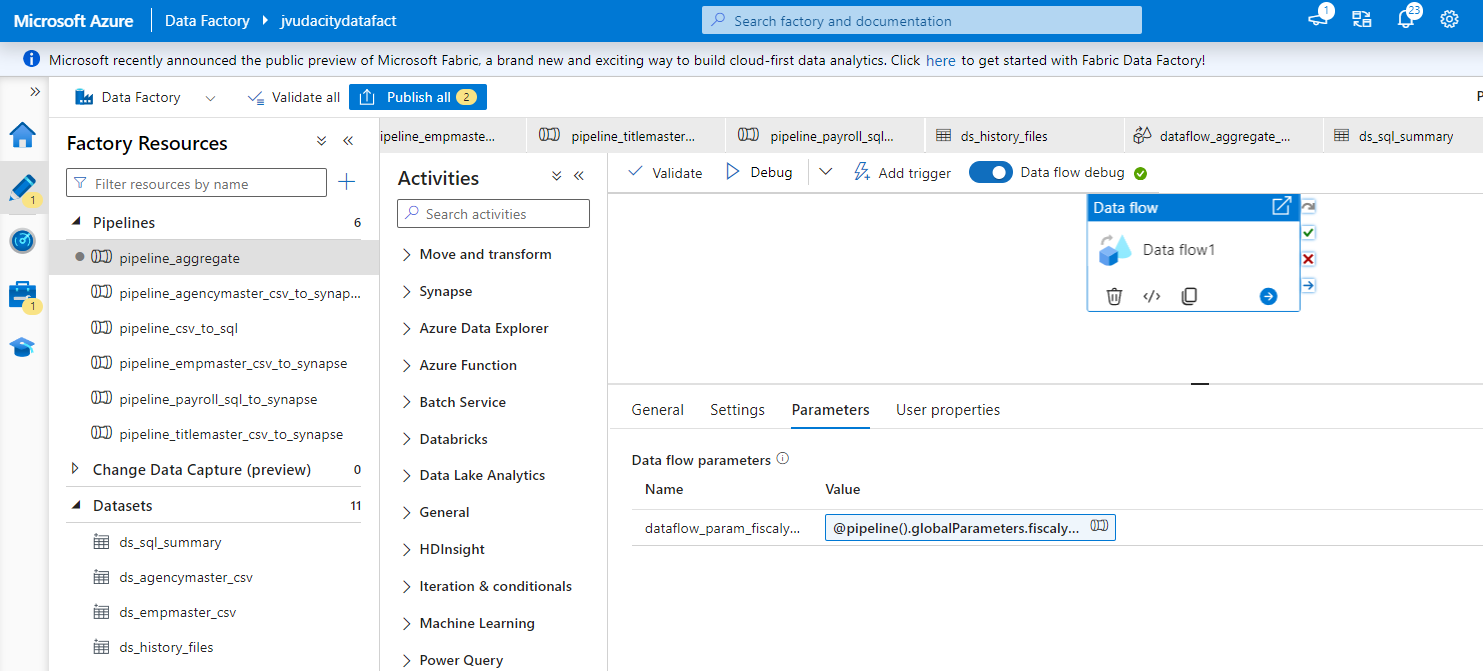 Microsoft Azure
Data Factory
jvudacitydatafact
Search factory and documentation
1
23
Microsoft recently announced the public preview of Microsoft Fabric, a brand new and exciting way to build cloud-first data analytics. Click here to get started with Fabric Data Factory!
Data Factory
Validate all
Publish all 2
P
1
1
Factory Resources
Filter resources by name
Pipelines 6
pipeline_aggregate
pipeline_agencymaster_csv_to_synap...
pipeline_csv_to_sql
pipeline_empmaster_csv_to_synapse
pipeline_payroll_sql_to_synapse
pipeline_titlemaster_csv_to_synapse
Change Data Capture (preview) 0
Datasets 11
ds_sql_summary
ds_agencymaster_csv
ds_empmaster_csv
ds_history_files
ipeline_empmaste...
pipeline_titlemaster...
pipeline_payroll_sql...
ds_history_files
dataflow_aggregate_...
ds_sql_summary
Activities
Search activities
Move and transform
Synapse
Azure Data Explorer
Azure Function
Batch Service
Databricks
Data Lake Analytics
General
HDInsight
Iteration & conditionals
Machine Learning
Power Query
Validate
Debug
Add trigger
Data flow debug
Data flow
Data flow1
General
Settings
Parameters
User properties
Data flow parameters
Name Value
dataflow_param_fiscaly... @pipeline().globalParameters.fiscaly...